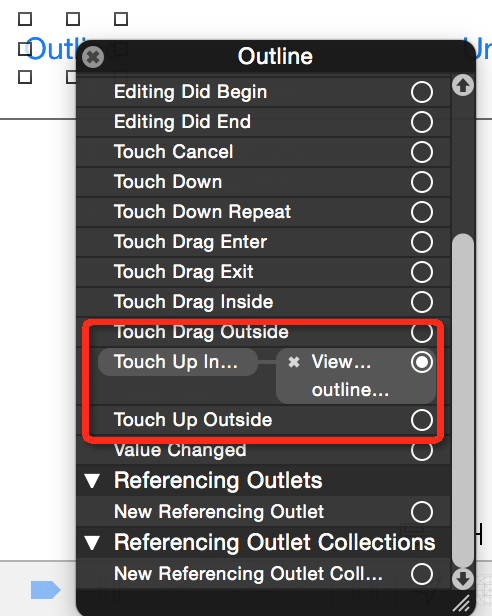 Outli
Un
Outline
Editing Did Begin
Editing Did End
Touch Cancel
Touch Down
Touch Down Repeat
Touch Drag Enter
Touch Drag Exit
Touch Drag Inside
Touch Drag Outside
Touch Up In... View...
outline...
Touch Up Outside
Value Changed
Referencing Outlets
New Referencing Outlet
Referencing Outlet Collections
New Referencing Outlet Coll...